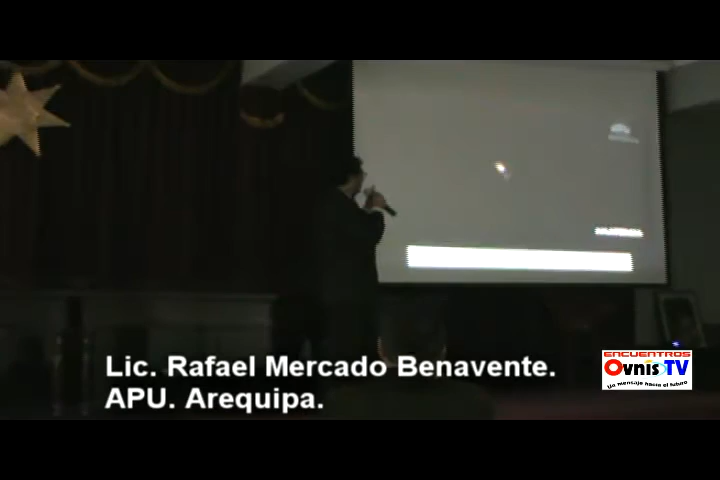 Lic. Rafael Mercado Benavente.
APU. Arequipa.
ENCUENTROS
OvnisTV
Un mensaje hacia el futuro